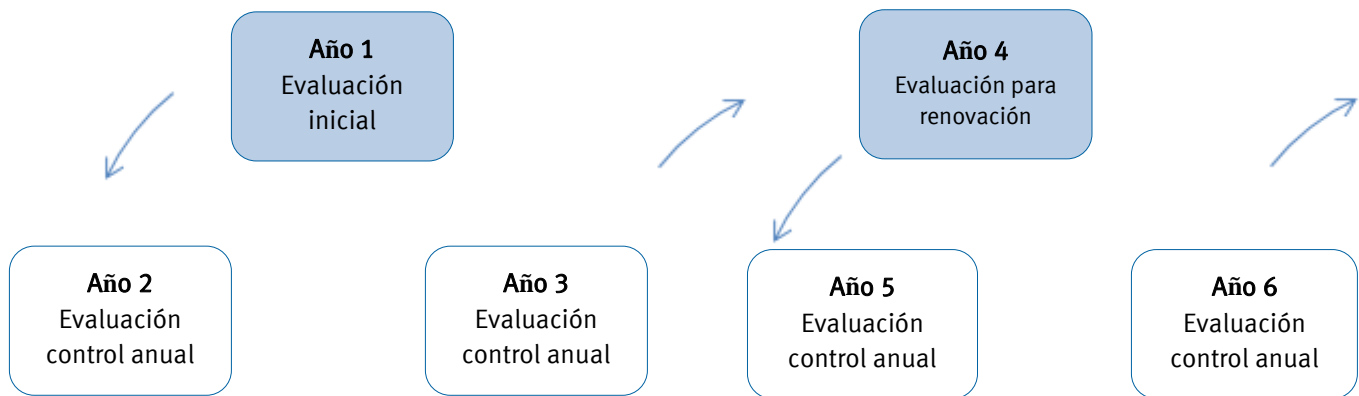 Año 1
Evaluación
inicial
Año 4
Evaluación para
renovación
Año 2
Evaluación
control anual
Año 3
Evaluación
control anual
Año 5
Evaluación
control anual
Año 6
Evaluación
control anual